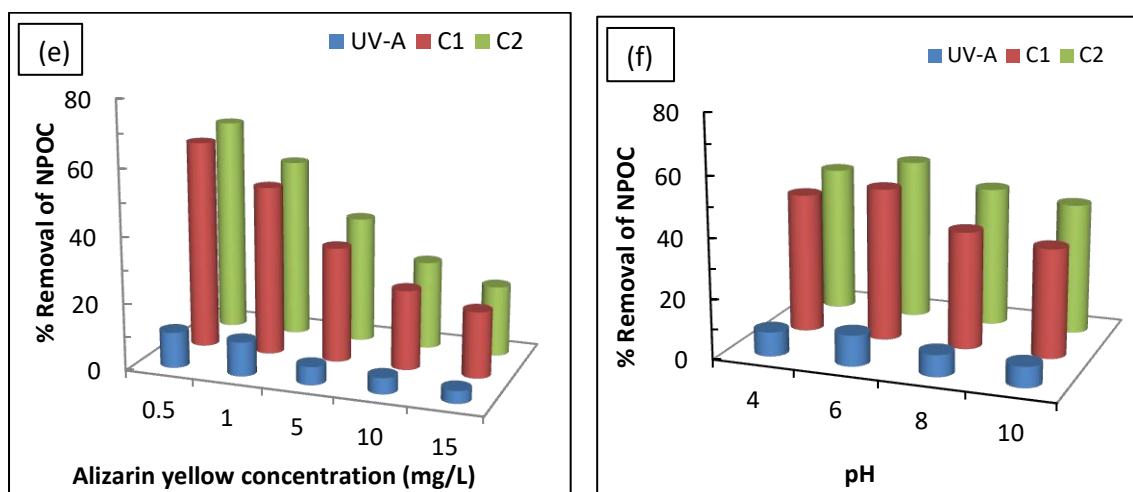 (e)
UV-A C1 C2
% Removal of NPOC
80
60
40
20
0
0.5 1 5 10 15
Alizarin yellow concentration (mg/L)
(f)
UV-A C1 C2
% Removal of NPOC
80
60
40
20
0
4 6 8 10
pH